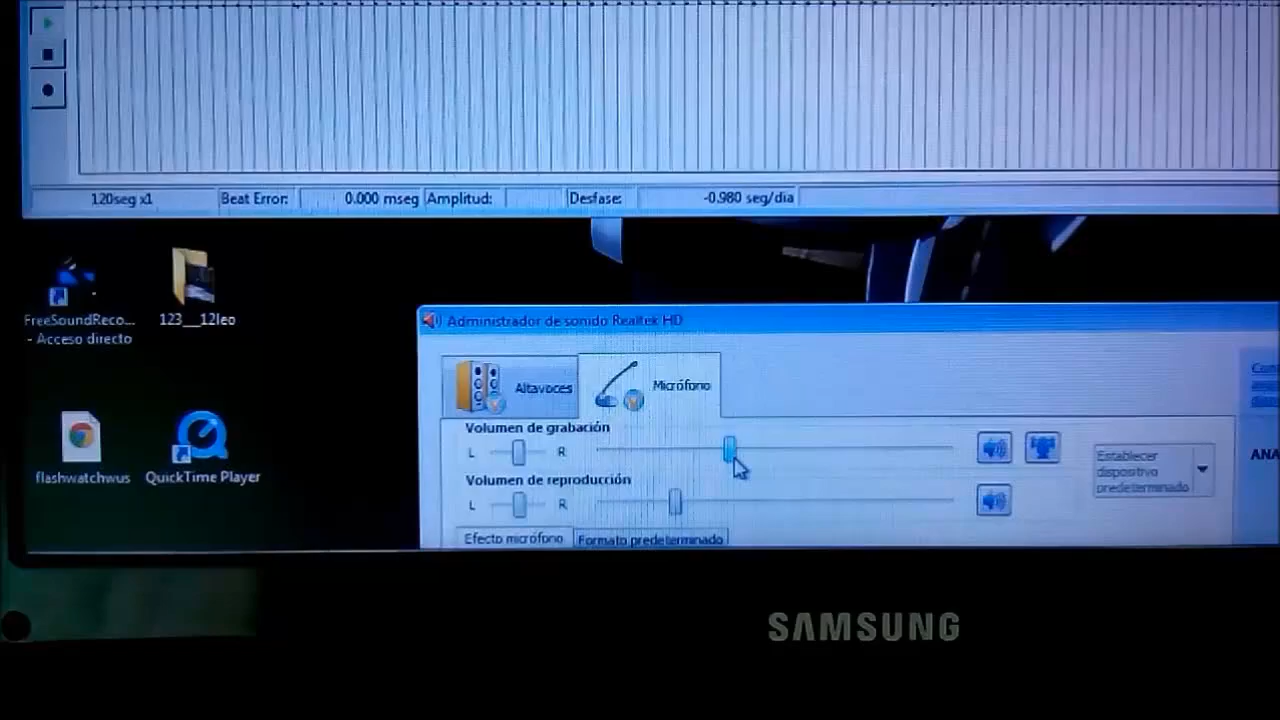 120seg x1 Beat Error: 0.000 mseg Amplitud: Desfase: -0.980 seg/dia
FreeSoundReco...
- Acceso directo
123__12leo
Administrador de sonido Realtek HD
Altavoces
Micrófono
Volumen de grabación
L R
Volumen de reproducción
L R
Establecer
dispositivo
predeterminado
ANA
Efecto micrófono Formato predeterminado
flashwatchwus
QuickTime Player
SAMSUNG